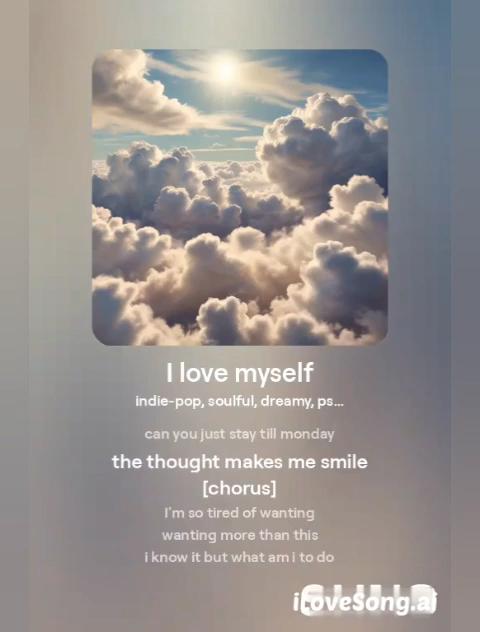 I love myself
indie-pop, soulful, dreamy, ps...
can you just stay till monday
the thought makes me smile
[chorus]
I'm so tired of wanting
wanting more than this
i know it but what am i to do
iLoveSong.ai